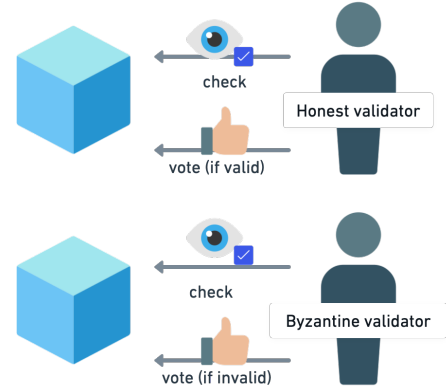 check
Honest validator
vote (if valid)
check
Byzantine validator
vote (if invalid)